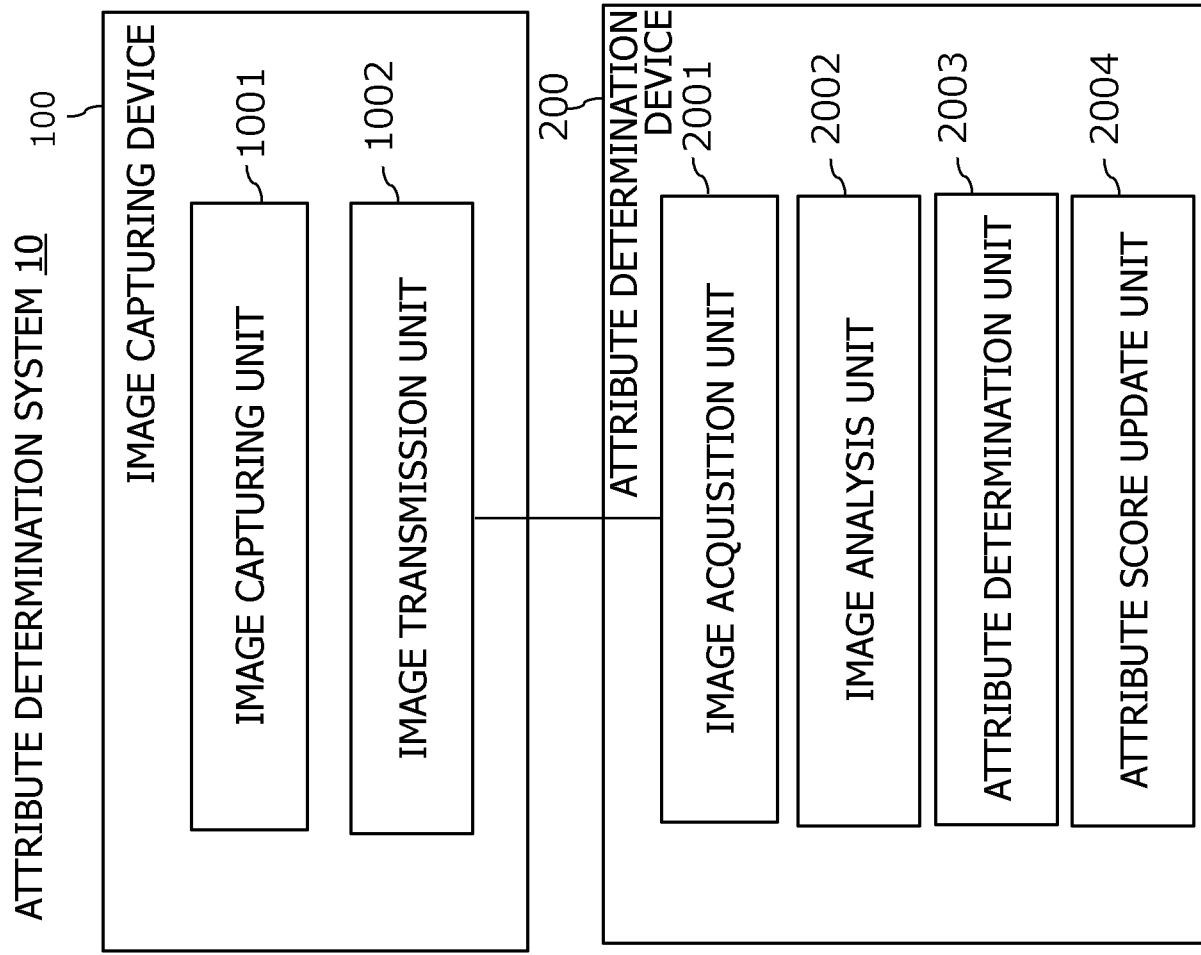 ATTRIBUTE DETERMINATION SYSTEM 10
100
IMAGE CAPTURING DEVICE
IMAGE CAPTURING UNIT
1001
IMAGE TRANSMISSION UNIT
1002
200
ATTRIBUTE DETERMINATION
DEVICE
IMAGE ACQUISITION UNIT
2001
IMAGE ANALYSIS UNIT
2002
ATTRIBUTE DETERMINATION UNIT
2003
ATTRIBUTE SCORE UPDATE UNIT
2004